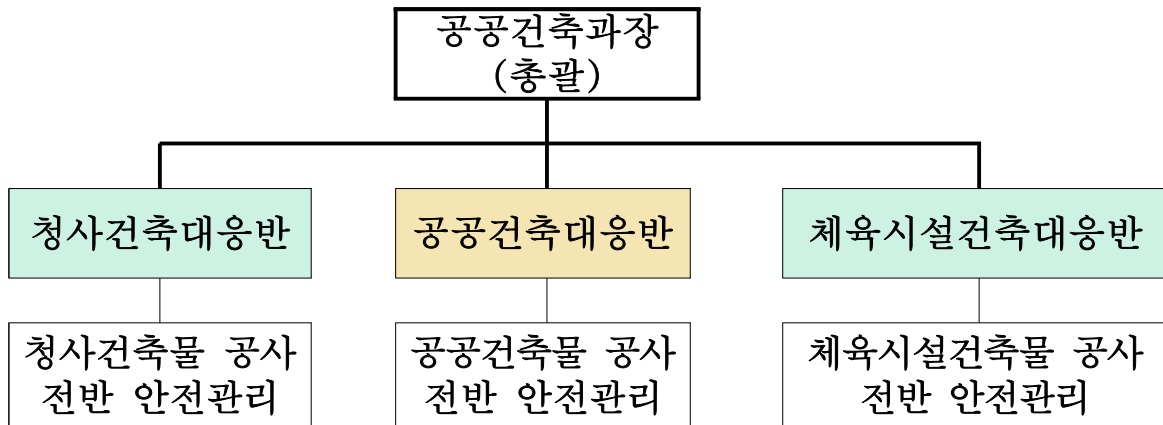 공공건축과장
(총괄)
청사건축대응반
공공건축대응반
체육시설건축대응반
청사건축물 공사
전반 안전관리
공공건축물 공사
전반 안전관리
체육시설건축물 공사
전반 안전관리